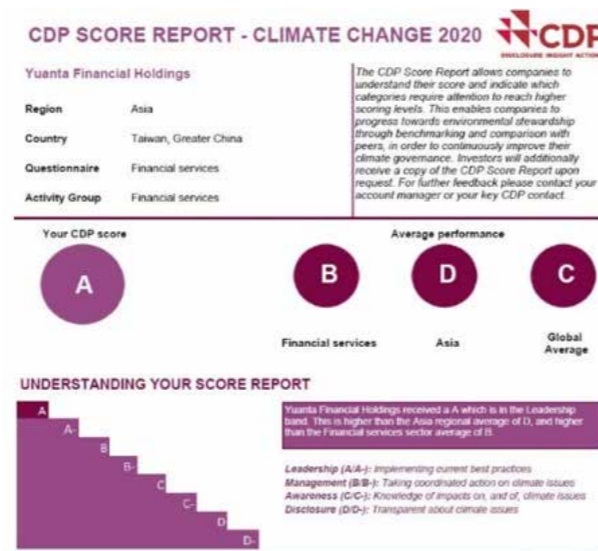 CDP SCORE REPORT - CLIMATE CHANGE 2020
CDP
DISCLOSURE INSIGHT ACTION
Yuanta Financial Holdings
Region Asia
Country Taiwan, Greater China
Questionnaire Financial services
Activity Group Financial services
The CDP Score Report allows companies to
understand their score and indicate which
categories require attention to reach higher
scoring levels. This enables companies to
progress towards environmental stewardship
through benchmarking and comparison with
peers, in order to continuously improve their
climate governance. Investors will additionally
receive a copy of the CDP Score Report upon
request. For further feedback please contact your
account manager or your key CDP contact.
Your CDP score
Average performance
A
B
D
C
Financial services
Asia
Global
Average
UNDERSTANDING YOUR SCORE REPORT
A
A-
B
B-
C
C-
D
D-
Yuanta Financial Holdings received a A which is in the Leadership
band. This is higher than the Asia regional average of D, and higher
than the Financial services sector average of B.
Leadership (A/A-): Implementing current best practices
Management (B/B-): Taking coordinated action on climate issues
Awareness (C/C-): Knowledge of impacts on, and of, climate issues
Disclosure (D/D-): Transparent about climate issues